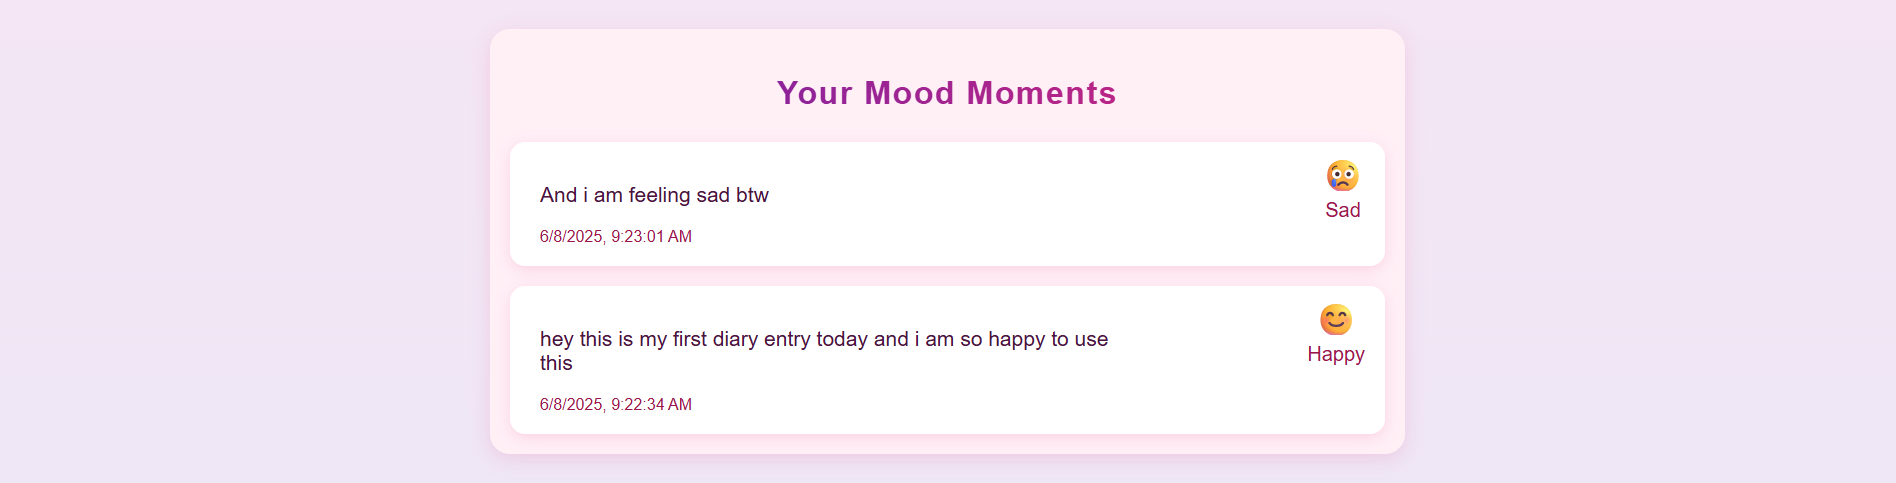 Your Mood Moments
And i am feeling sad btw
Sad
6/8/2025, 9:23:01 AM
hey this is my first diary entry today and i am so happy to use
this
Happy
6/8/2025, 9:22:34 AM